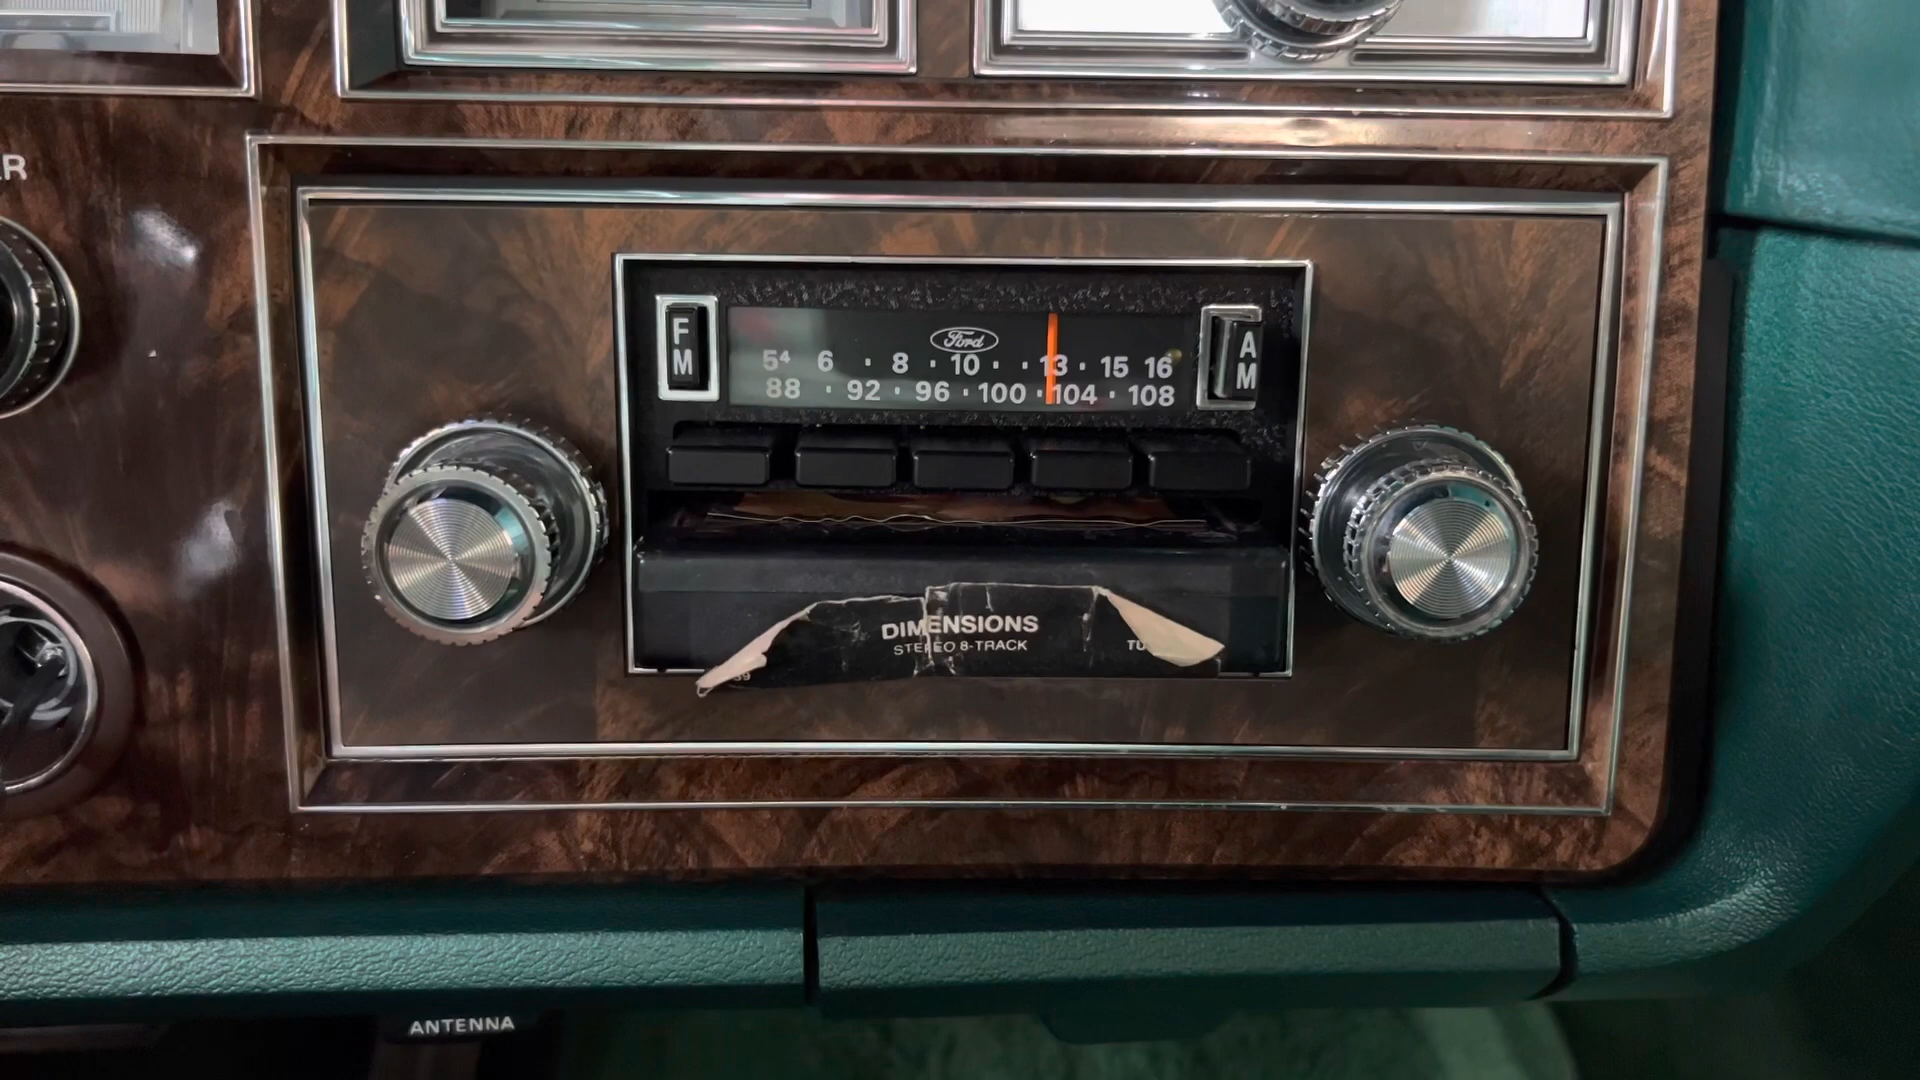 F
M
Ford
A
M
5⁴ 6 · 8 · 10 · · 13 · 15 16
88 · 92 · 96 · 100 · 104 · 108
DIMENSIONS
STEREO 8-TRACK
ANTENNA